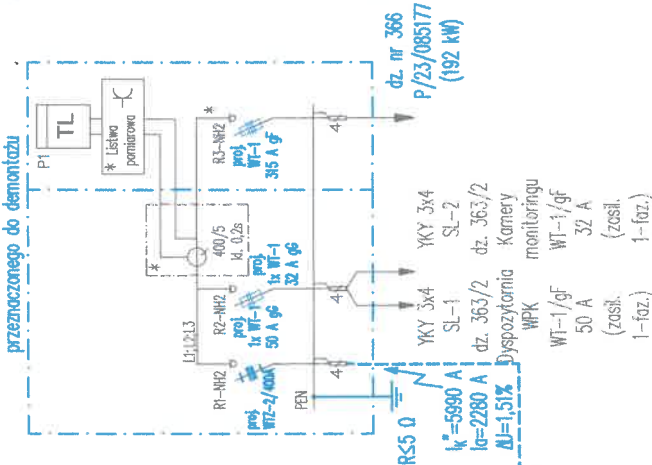 przeznaczonego do demontażu
P1
TL
* Listwa
pomiarowa
*
400/5
kl. 0,2s
L1;L2;L3
R1-NH2
proj.
WTZ-2/400A
R2-NH2
proj.
1x WT-1
50 A gG
proj.
1x WT-1
32 A gG
R3-NH2
*
proj.
WT-1
315 A gF
PEN
4
4
4
R≤5 Ω
Ik"=5990 A
Ia=2280 A
ΔU=1,51%
YKY 3x4
SL-1
dz. 363/2
Dyspozytornia
WPK
WT-1/gF
50 A
(zasil.
1-faz.)
YKY 3x4
SL-2
dz. 363/2
Kamery
monitoringu
WT-1/gF
32 A
(zasil.
1-faz.)
dz. nr 366
P/23/085177
(192 kW)